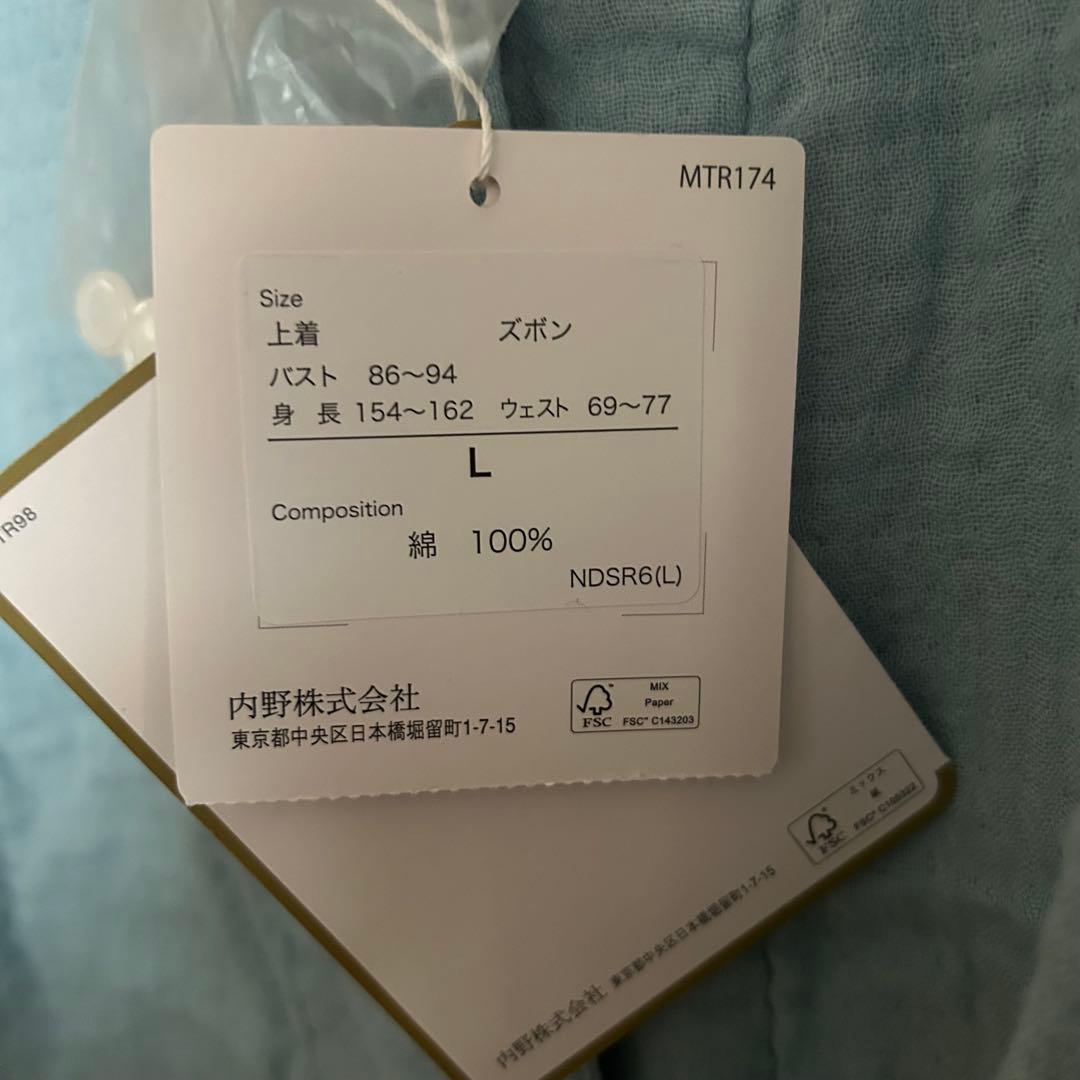 MTR174
Size
上着 ズボン
バスト 86～94
身 長 154～162 ウェスト 69～77
L
Composition
綿 100%
NDSR6(L)
内野株式会社
東京都中央区日本橋堀留町1-7-15
FSC
MIX
Paper
FSC™ C143203
TR98
ミックス
紙
FSC
内野株式会社 東京都中央区日本橋堀留町1-7-15